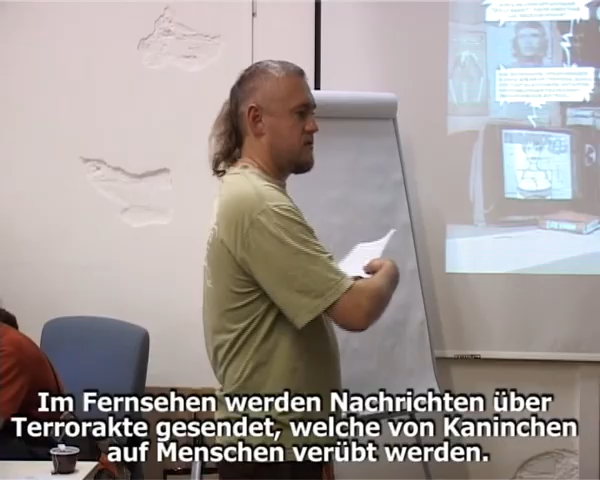 Im Fernsehen werden Nachrichten über
Terrorakte gesendet, welche von Kaninchen
auf Menschen verübt werden.